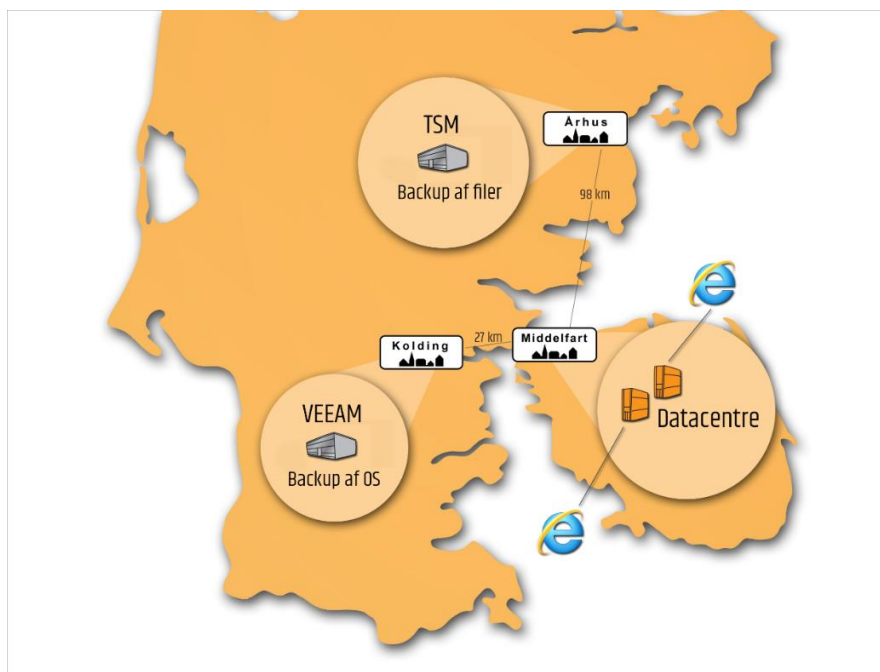 TSM
Backup af filer
Århus
98 km
Kolding
27 km
Middelfart
VEEAM
Backup af OS
Datacentre